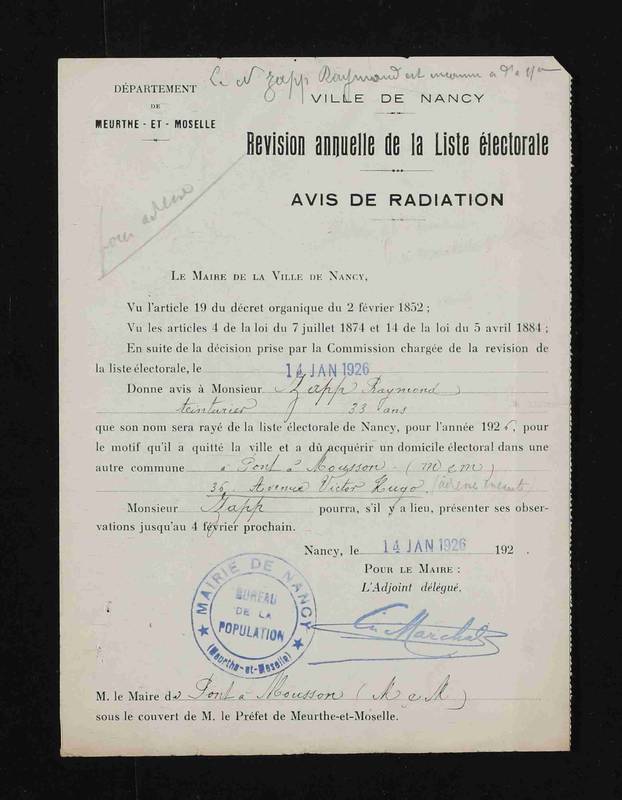 Le N Zapp Raymond est inconnu a
DÉPARTEMENT
DE
MEURTHE-ET-MOSELLE
VILLE DE NANCY
Revision annuelle de la Liste électorale
AVIS DE RADIATION
pour adresse
LE MAIRE DE LA VILLE DE NANCY,
Vu l'article 19 du décret organique du 2 février 1852 ;
Vu les articles 4 de la loi du 7 juillet 1874 et 14 de la loi du 5 avril 1884 ;
En suite de la décision prise par la Commission chargée de la revision de
la liste électorale, le 14 JAN 1926
Donne avis à Monsieur Zapp Raymond
teinturier 33 ans
que son nom sera rayé de la liste électorale de Nancy, pour l'année 1926, pour
le motif qu'il a quitté la ville et a dû acquérir un domicile électoral dans une
autre commune à Pont à Mousson (M et M)
36 Avenue Victor Hugo
Monsieur Zapp pourra, s'il y a lieu, présenter ses obser-
vations jusqu'au 4 février prochain.
Nancy, le 14 JAN 1926 192 .
POUR LE MAIRE :
L'Adjoint délégué.
MAIRIE DE NANCY
BUREAU
DE LA
POPULATION
(Meurthe-et-Moselle)
Marchal
M. le Maire de Pont à Mousson (M et M)
sous le couvert de M. le Préfet de Meurthe-et-Moselle.